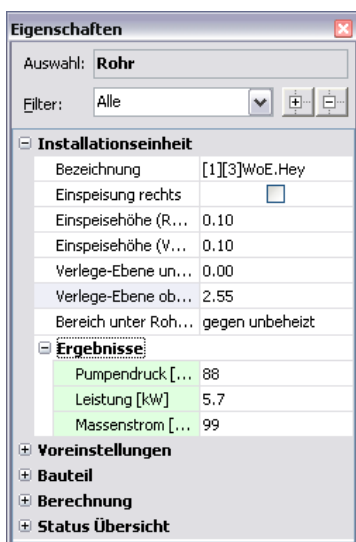 Eigenschaften
Auswahl: Rohr
Filter: Alle
Installationseinheit
Bezeichnung [1][3]WoE.Hey
Einspeisung rechts
Einspeisehöhe (R... 0.10
Einspeisehöhe (V... 0.10
Verlege-Ebene un... 0.00
Verlege-Ebene ob... 2.55
Bereich unter Roh... gegen unbeheizt
Ergebnisse
Pumpendruck [... 88
Leistung [kW] 5.7
Massenstrom [... 99
Voreinstellungen
Bauteil
Berechnung
Status Übersicht